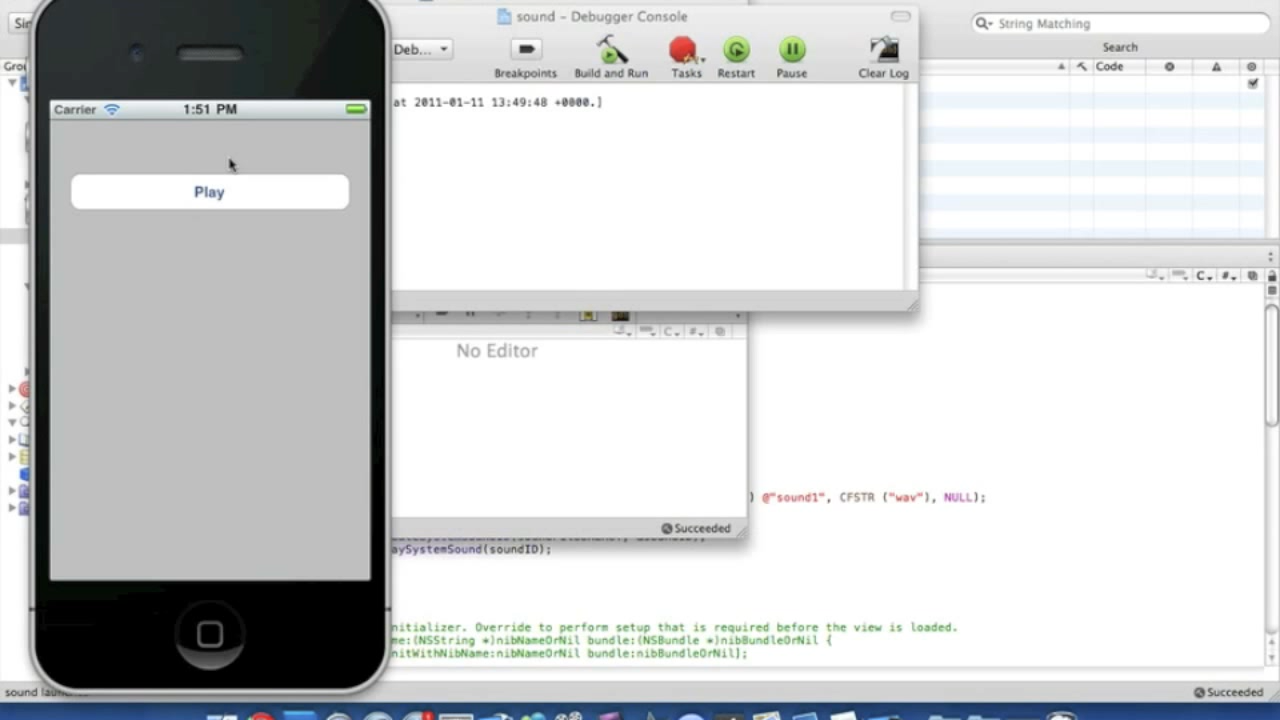 sound – Debugger Console
String Matching
Search
Deb...
Breakpoints
Build and Run
Tasks
Restart
Pause
Clear Log
Code
at 2011-01-11 13:49:48 +0000.]
Carrier
1:51 PM
Play
No Editor
Succeeded
) @"sound1", CFSTR ("wav"), NULL);
aySystemSound(soundID);
nitializer. Override to perform setup that is required before the view is loaded.
me:(NSString *)nibNameOrNil bundle:(NSBundle *)nibBundleOrNil {
nitWithNibName:nibNameOrNil bundle:nibBundleOrNil];
sound
Succeeded